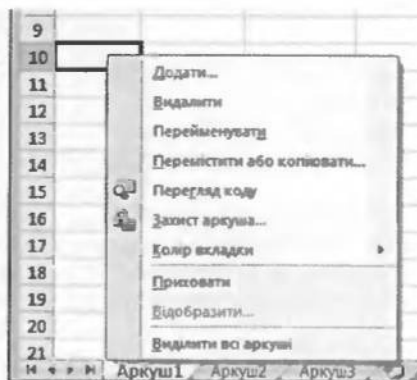 9
10
11
12
13
14
15
16
17
18
19
20
21
Додати...
Видалити
Перейменувати
Перемістити або копіювати...
Перегляд коду
Захист аркуша...
Колір вкладки
Приховати
Відобразити...
Виділити всі аркуші
Аркуш1 Аркуш2 Аркуш3